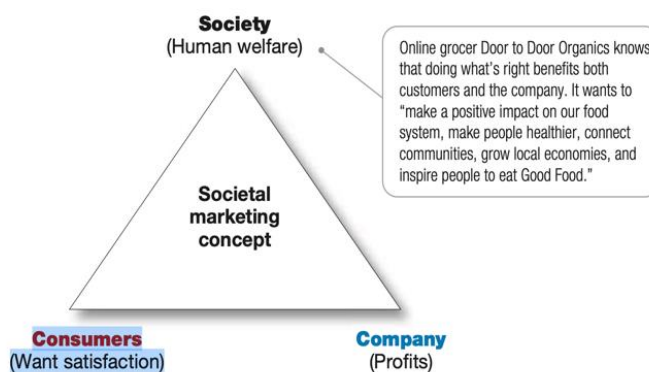 Society
(Human welfare)
Online grocer Door to Door Organics knows
that doing what's right benefits both
customers and the company. It wants to
“make a positive impact on our food
system, make people healthier, connect
communities, grow local economies, and
inspire people to eat Good Food.”
Societal
marketing
concept
Consumers
(Want satisfaction)
Company
(Profits)